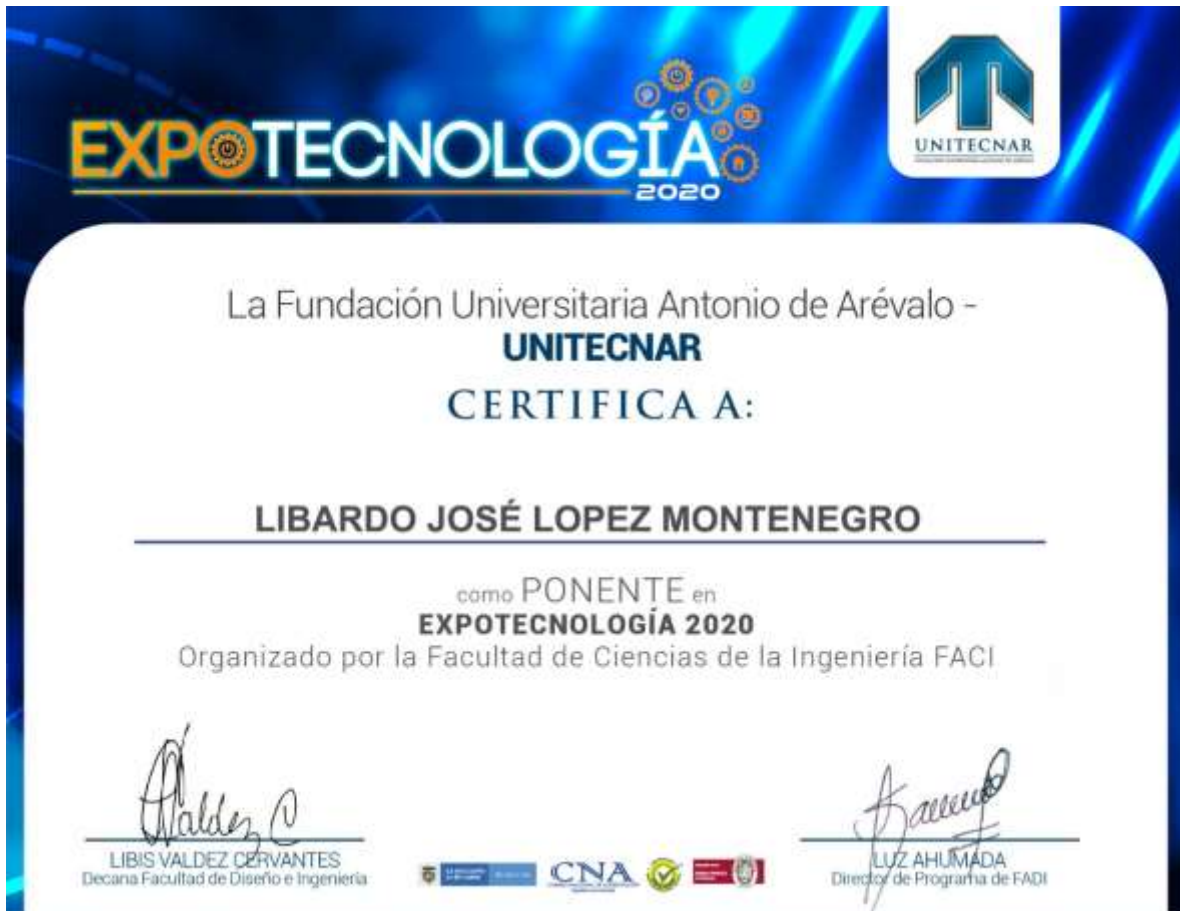 EXPOTECNOLOGÍA
2020
UNITECNAR
La Fundación Universitaria Antonio de Arévalo -
UNITECNAR
CERTIFICA A:
LIBARDO JOSÉ LOPEZ MONTENEGRO
como PONENTE en
EXPOTECNOLOGÍA 2020
Organizado por la Facultad de Ciencias de la Ingeniería FACI
Valdez C
LIBIS VALDEZ CERVANTES
Decana Facultad de Diseño e Ingeniería
CNA
LUZ AHUMADA
Director de Programa de FADI